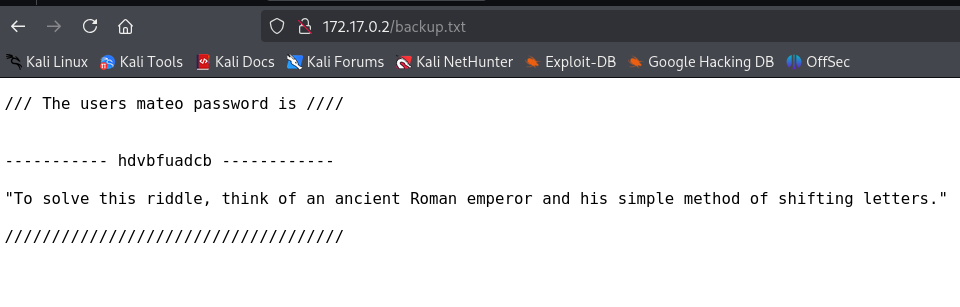 172.17.0.2/backup.txt
Kali Linux Kali Tools Kali Docs Kali Forums Kali NetHunter Exploit-DB Google Hacking DB OffSec
/// The users mateo password is ////
----------- hdvbfuadcb ------------
"To solve this riddle, think of an ancient Roman emperor and his simple method of shifting letters."
////////////////////////////////////